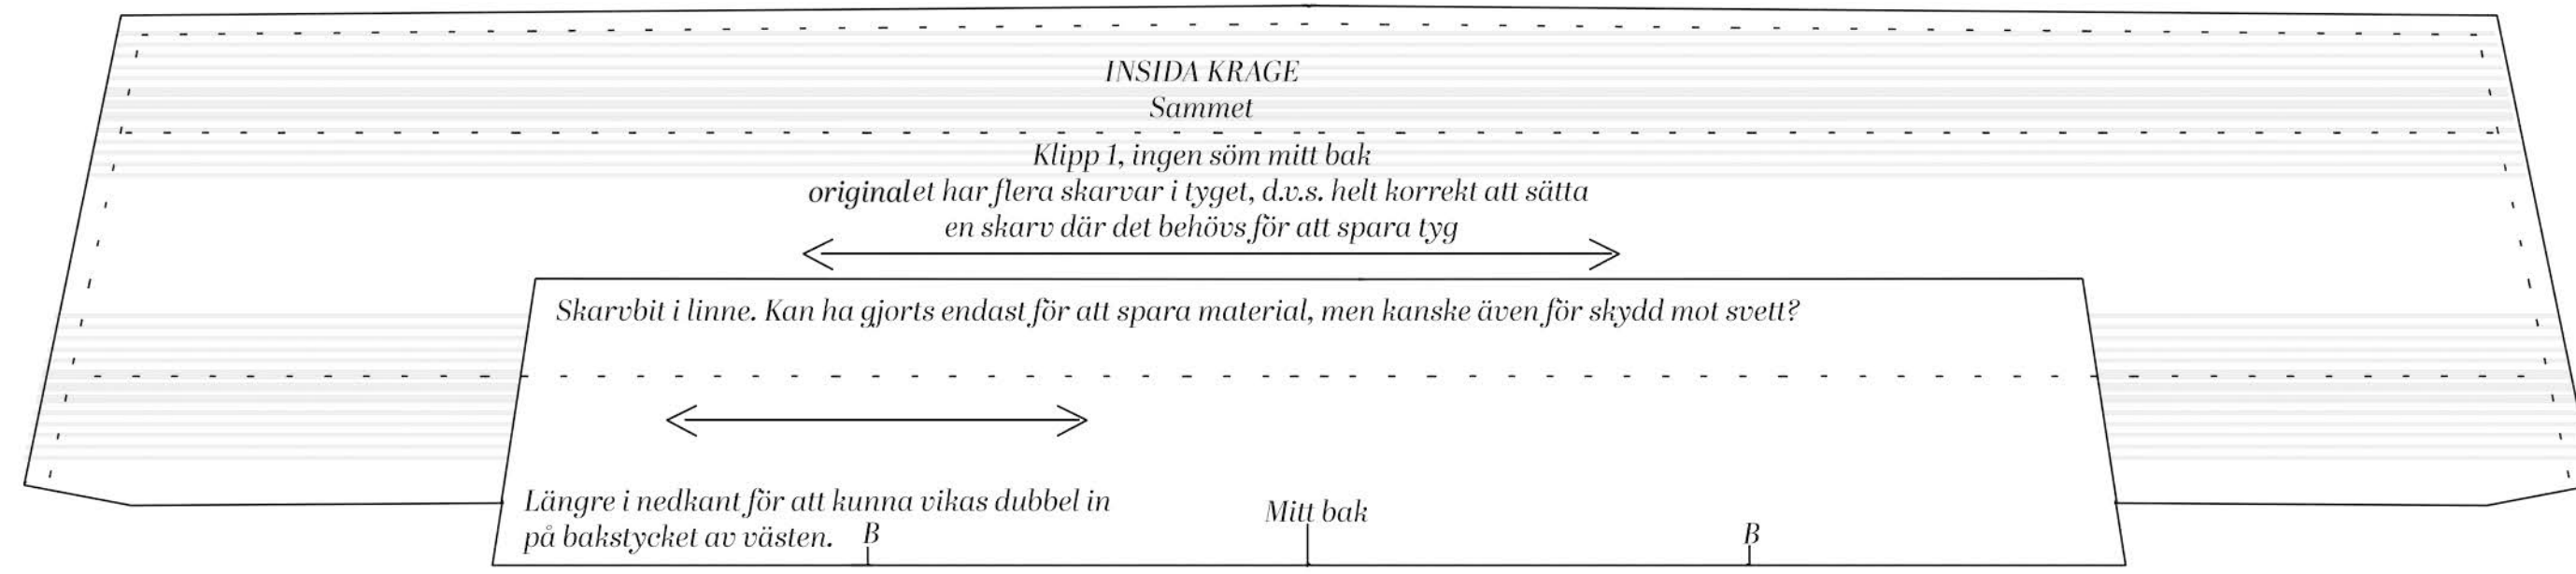 INSIDA KRAGE
Sammet
Klipp 1, ingen söm mitt bak
originalet har flera skarvar i tyget, d.v.s. helt korrekt att sätta
en skarv där det behövs för att spara tyg
Skarvbit i linne. Kan ha gjorts endast för att spara material, men kanske även för skydd mot svett?
Längre i nedkant för att kunna vikas dubbel in
på bakstycket av västen.
B
Mitt bak
B